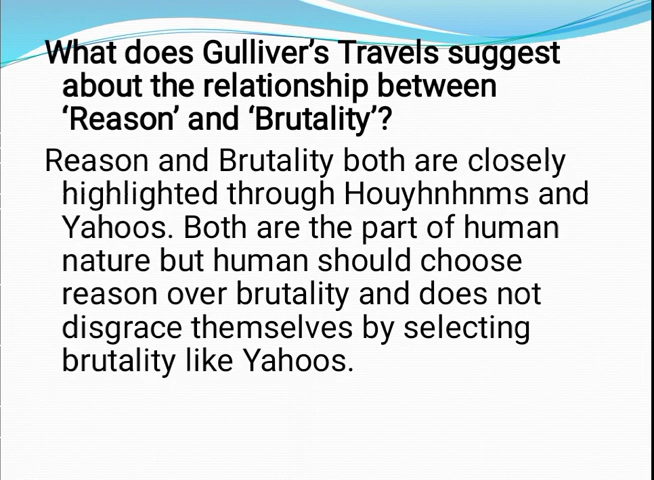 What does Gulliver’s Travels suggest
about the relationship between
‘Reason’ and ‘Brutality’?
Reason and Brutality both are closely
highlighted through Houyhnhnms and
Yahoos. Both are the part of human
nature but human should choose
reason over brutality and does not
disgrace themselves by selecting
brutality like Yahoos.